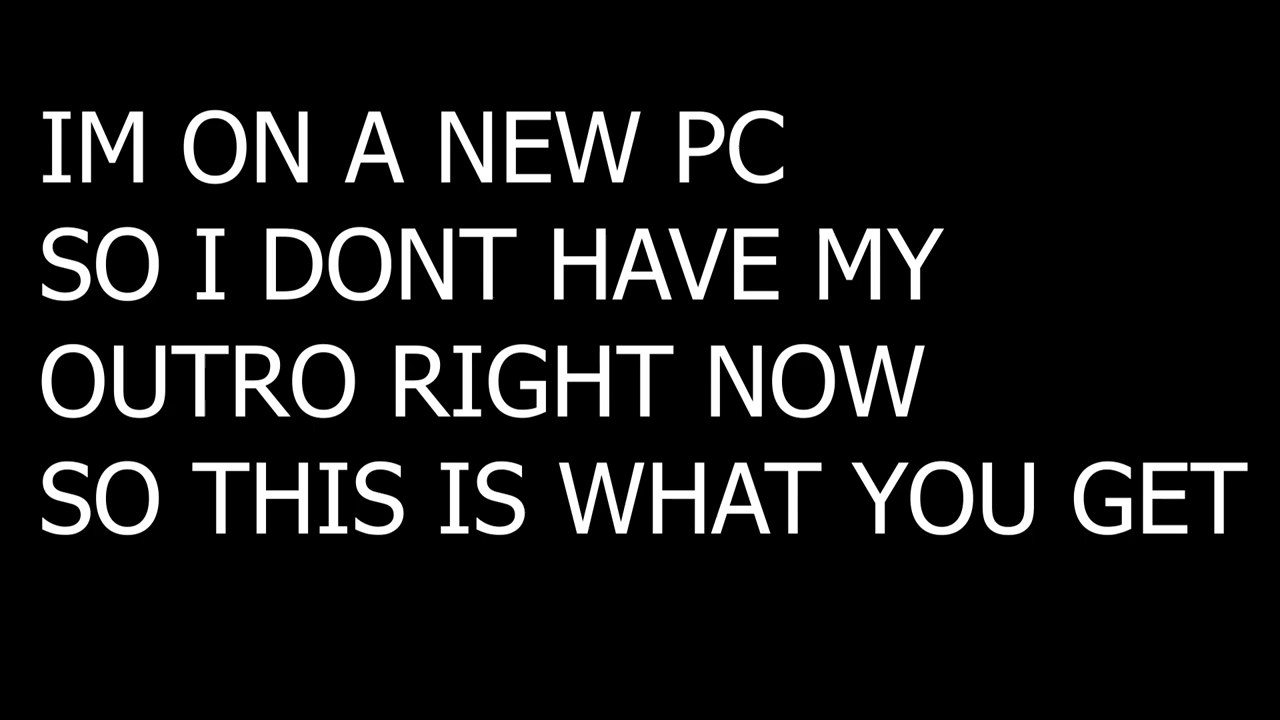 IM ON A NEW PC
SO I DONT HAVE MY
OUTRO RIGHT NOW
SO THIS IS WHAT YOU GET